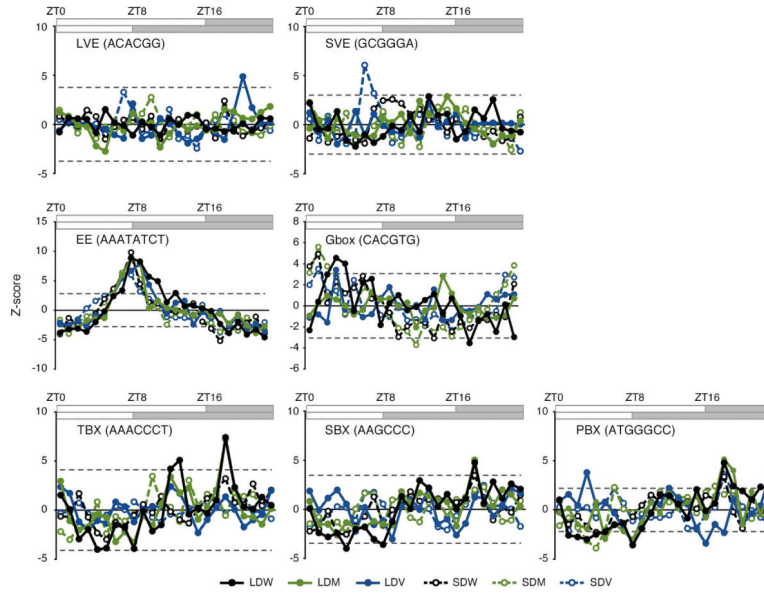 ZT0 ZT8 ZT16 ZT0 ZT8 ZT16
10 LVE (ACACGG) 10 SVE (GCGGGA)
5 5
0 0
-5 -5
ZT0 ZT8 ZT16 ZT0 ZT8 ZT16
15 EE (AAATATCT) 8 Gbox (CACGTG)
10 6
5 4
0 2
-5 0
-10 -2
-4
-6
Z-score
ZT0 ZT8 ZT16 ZT0 ZT8 ZT16 ZT0 ZT8 ZT16
10 TBX (AAACCCT) 10 SBX (AAGCCC) 10 PBX (ATGGGCC)
5 5 5
0 0 0
-5 -5 -5
LDW LDM LDV SDW SDM SDV